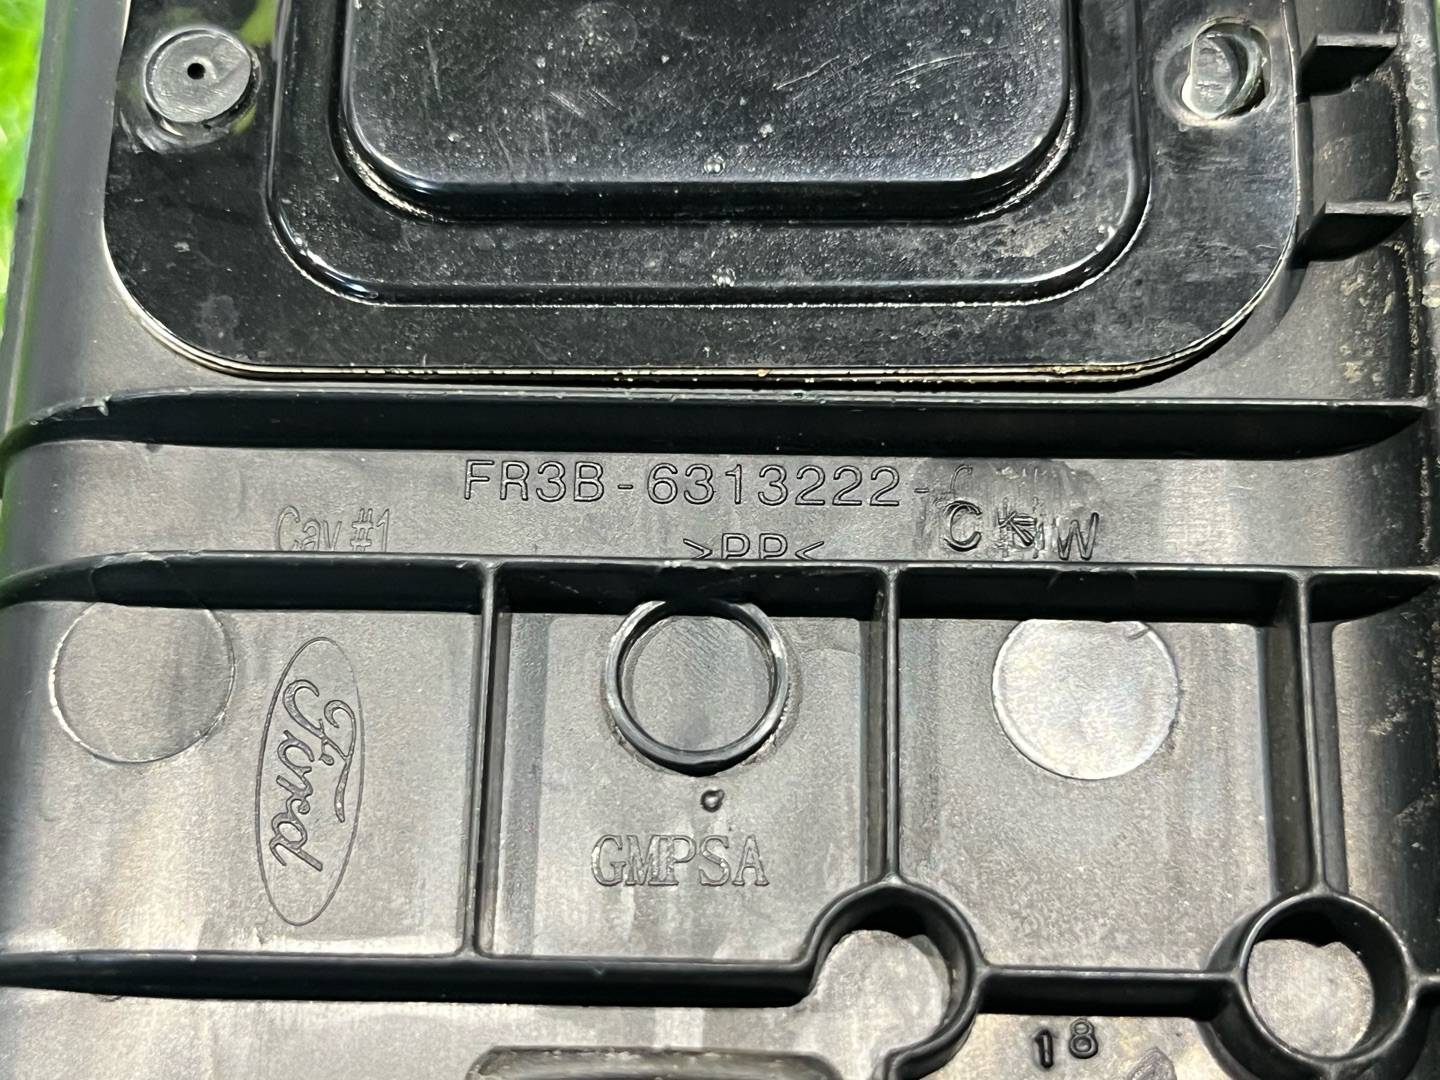 FR3B-6313222-
Cav #1
>PP<
C W
Ford
GMPSA
18